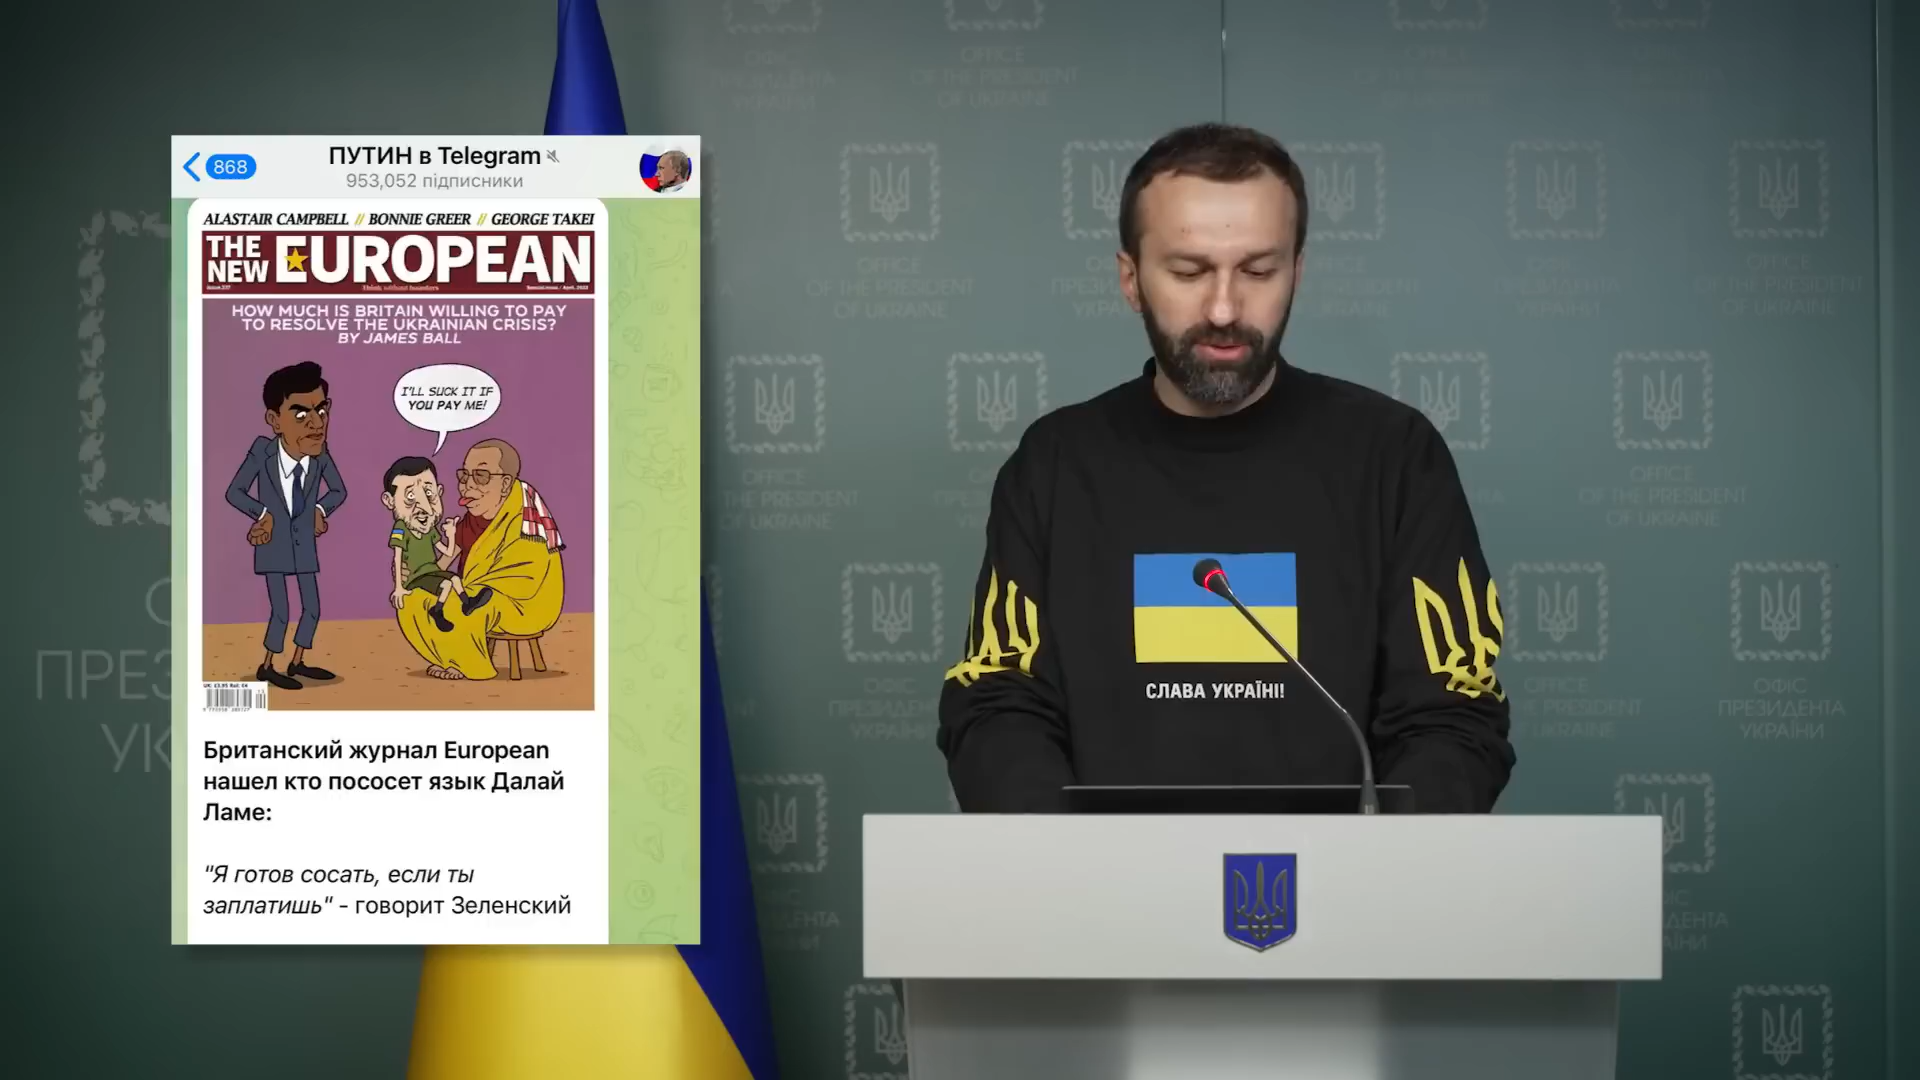 868
ПУТИН в Telegram
953,052 підписники
ALASTAIR CAMPBELL // BONNIE GREER // GEORGE TAKEI
THE NEW EUROPEAN
Think without borders
HOW MUCH IS BRITAIN WILLING TO PAY
TO RESOLVE THE UKRAINIAN CRISIS?
BY JAMES BALL
I'LL SUCK IT IF
YOU PAY ME!
Британский журнал European
нашел кто пососет язык Далай
Ламе:
"Я готов сосать, если ты
заплатишь" - говорит Зеленский
СЛАВА УКРАЇНІ!
OFFICE
OF THE PRESIDENT
OF UKRAINE
ОФІС
ПРЕЗИДЕНТА
УКРАЇНИ